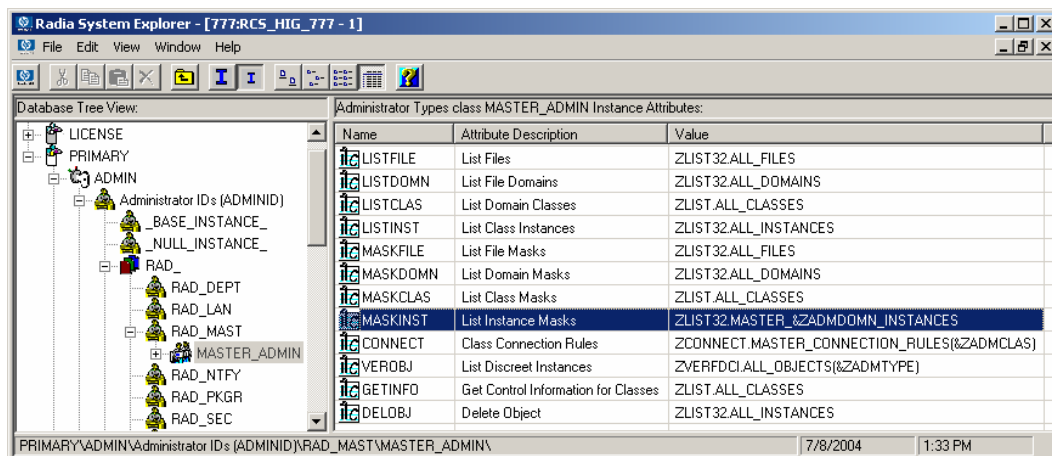 Radia System Explorer - [777:RCS_HIG_777 - 1]
File Edit View Window Help
Database Tree View:
Administrator Types class MASTER_ADMIN Instance Attributes:
LICENSE
PRIMARY
ADMIN
Administrator IDs (ADMINID)
_BASE_INSTANCE_
_NULL_INSTANCE_
RAD_
RAD_DEPT
RAD_LAN
RAD_MAST
MASTER_ADMIN
RAD_NTFY
RAD_PKGR
RAD_SEC
Name Attribute Description Value
LISTFILE List Files ZLIST32.ALL_FILES
LISTDOMN List File Domains ZLIST32.ALL_DOMAINS
LISTCLAS List Domain Classes ZLIST.ALL_CLASSES
LISTINST List Class Instances ZLIST32.ALL_INSTANCES
MASKFILE List File Masks ZLIST32.ALL_FILES
MASKDOMN List Domain Masks ZLIST32.ALL_DOMAINS
MASKCLAS List Class Masks ZLIST.ALL_CLASSES
MASKINST List Instance Masks ZLIST32.MASTER_&ZADMDOMN_INSTANCES
CONNECT Class Connection Rules ZCONNECT.MASTER_CONNECTION_RULES(&ZADMCLAS)
VEROBJ List Discreet Instances ZVERFDCI.ALL_OBJECTS(&ZADMTYPE)
GETINFO Get Control Information for Classes ZLIST.ALL_CLASSES
DELOBJ Delete Object ZLIST32.ALL_INSTANCES
PRIMARY\ADMIN\Administrator IDs (ADMINID)\RAD_MAST\MASTER_ADMIN\ 7/8/2004 1:33 PM